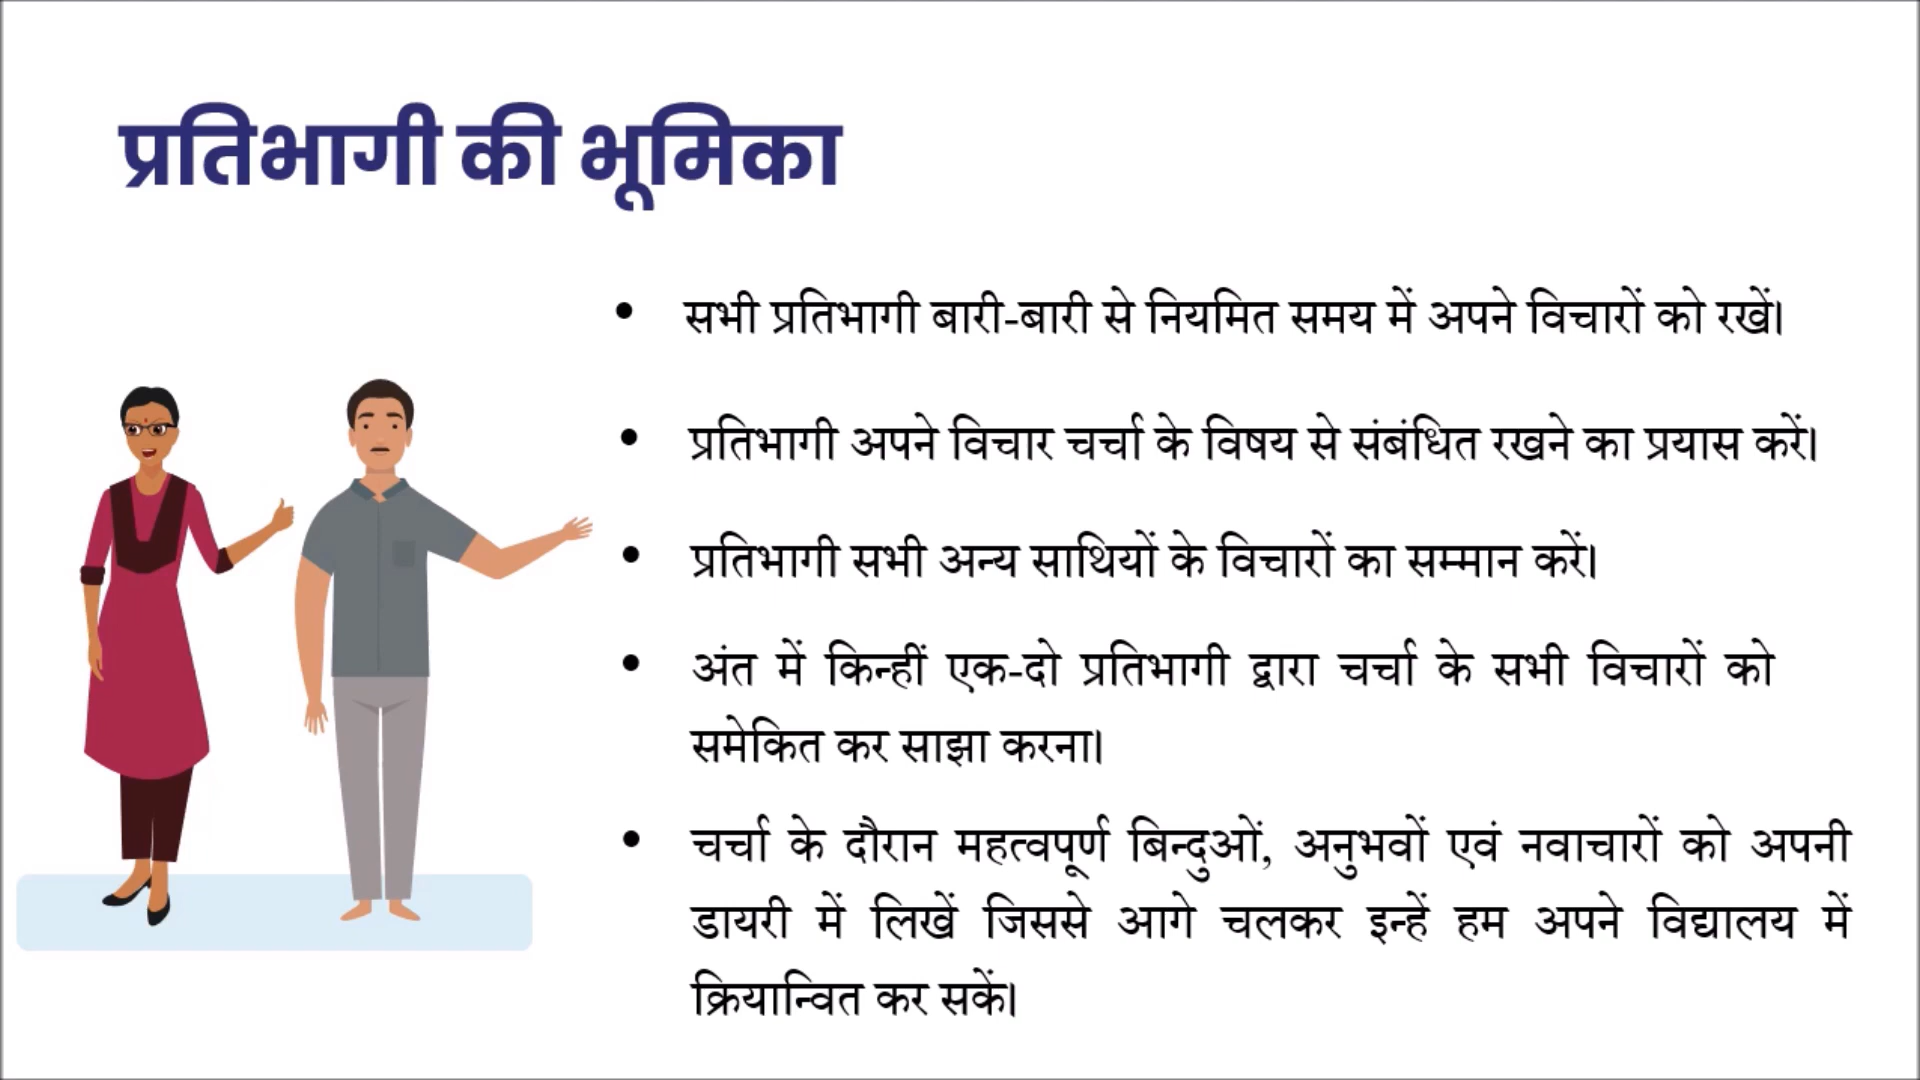 प्रतिभागी की भूमिका
• सभी प्रतिभागी बारी-बारी से नियमित समय में अपने विचारों को रखें।
• प्रतिभागी अपने विचार चर्चा के विषय से संबंधित रखने का प्रयास करें।
• प्रतिभागी सभी अन्य साथियों के विचारों का सम्मान करें।
• अंत में किन्हीं एक-दो प्रतिभागी द्वारा चर्चा के सभी विचारों को
समेकित कर साझा करना।
• चर्चा के दौरान महत्वपूर्ण बिन्दुओं, अनुभवों एवं नवाचारों को अपनी
डायरी में लिखें जिससे आगे चलकर इन्हें हम अपने विद्यालय में
क्रियान्वित कर सकें।